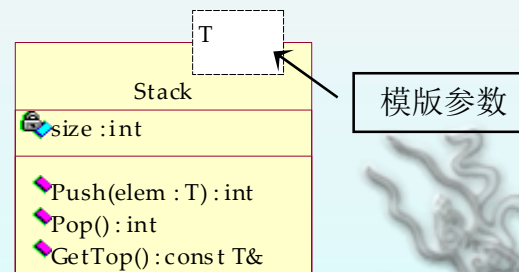 T
模版参数
Stack
size : int
Push(elem : T) : int
Pop() : int
GetTop() : const T&